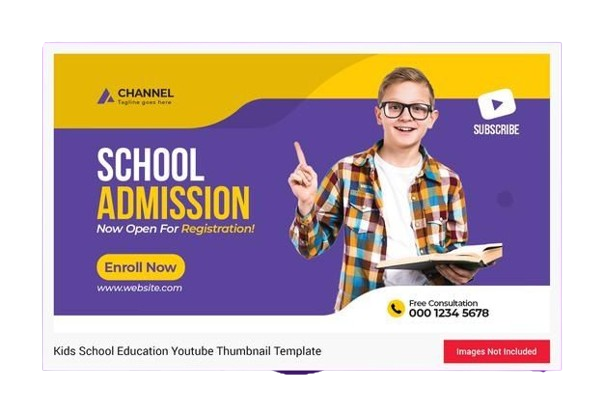 CHANNEL
Tagline goes here
SUBSCRIBE
SCHOOL
ADMISSION
Now Open For Registration!
Enroll Now
www.website.com
Free Consultation
000 1234 5678
Kids School Education Youtube Thumbnail Template
Images Not Included